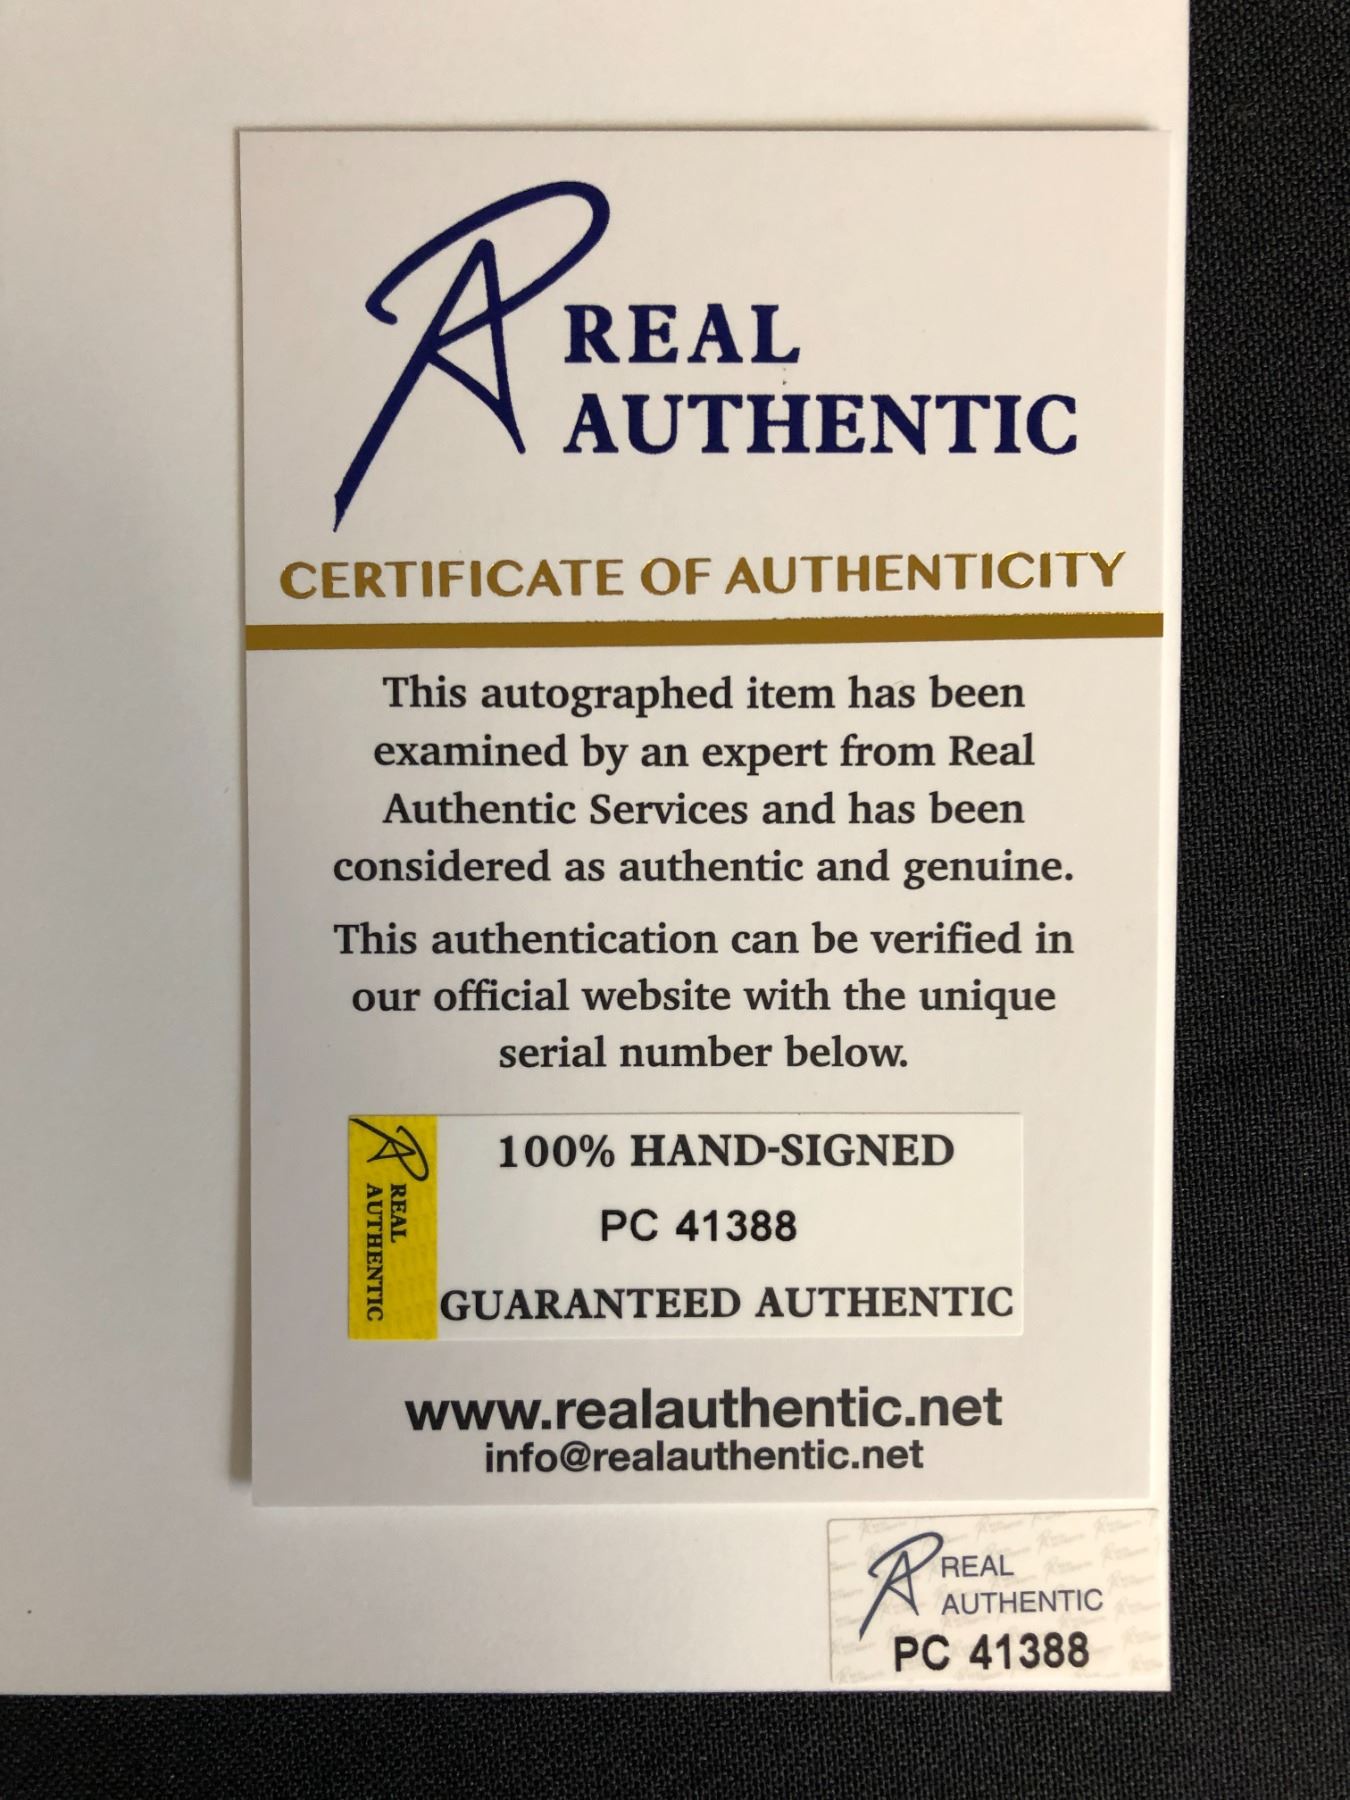 REAL
AUTHENTIC
CERTIFICATE OF AUTHENTICITY
This autographed item has been
examined by an expert from Real
Authentic Services and has been
considered as authentic and genuine.
This authentication can be verified in
our official website with the unique
serial number below.
REAL
AUTHENTIC
100% HAND-SIGNED
PC 41388
GUARANTEED AUTHENTIC
www.realauthentic.net
info@realauthentic.net
REAL
AUTHENTIC
PC 41388